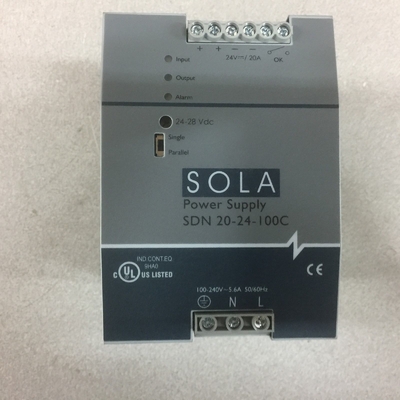 + + − − 24V⎓/ 20A OK
Input
Output
Alarm
24-28 Vdc
Single
Parallel
SOLA
Power Supply
SDN 20-24-100C
IND.CONT.EQ.
5HA0
C UL US LISTED
CE
100-240V~5.6A 50/60Hz
N L